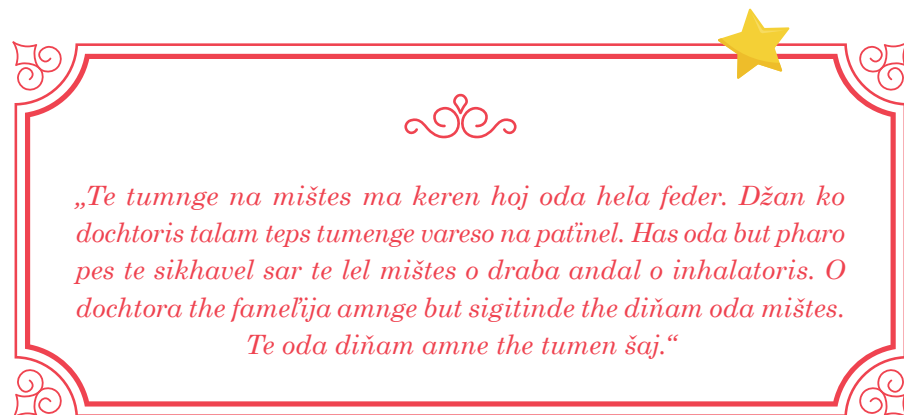 „Te tumnge na mištes ma keren hoj oda hela feder. Džan ko
dochtoris talam teps tumenge vareso na paťinel. Has oda but pharo
pes te sikhavel sar te lel mištes o draba andal o inhalatoris. O
dochtora the fameľija amnge but sigitinde the diňam oda mištes.
Te oda diňam amne the tumen šaj.“